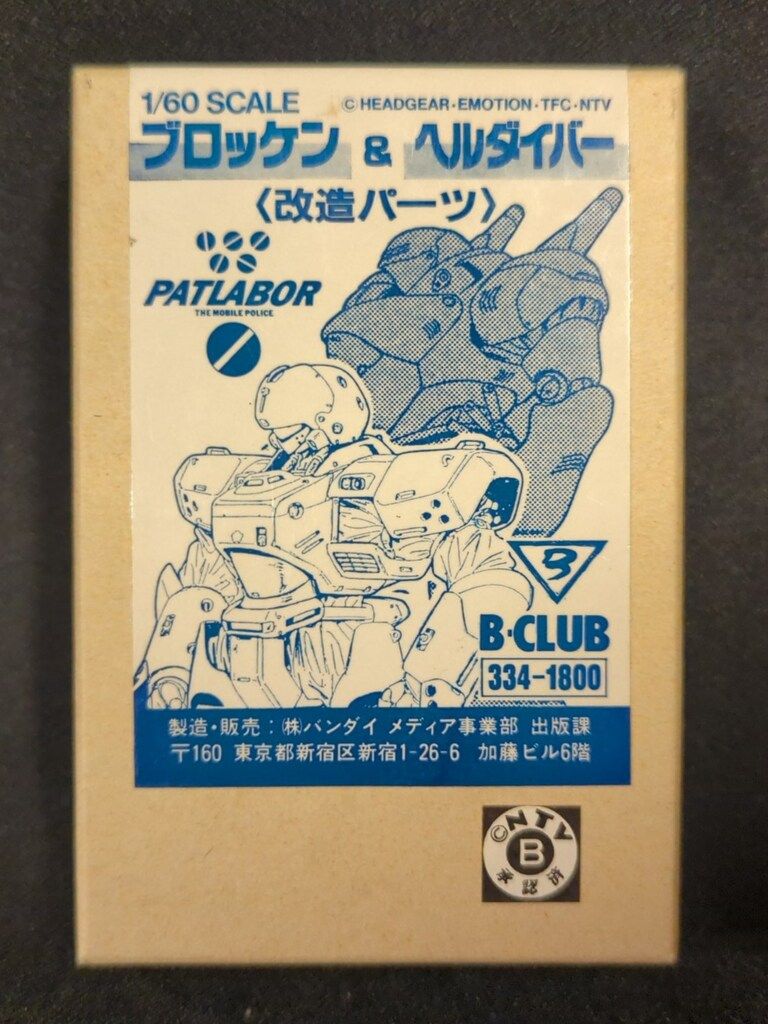 1/60 SCALE © HEADGEAR・EMOTION・TFC・NTV
ブロッケン & ヘルダイバー
〈改造パーツ〉
PATLABOR
THE MOBILE POLICE
B
B・CLUB
334-1800
製造・販売：㈱バンダイ メディア事業部 出版課
〒160 東京都新宿区新宿1-26-6 加藤ビル6階
©NTV
B
承認済